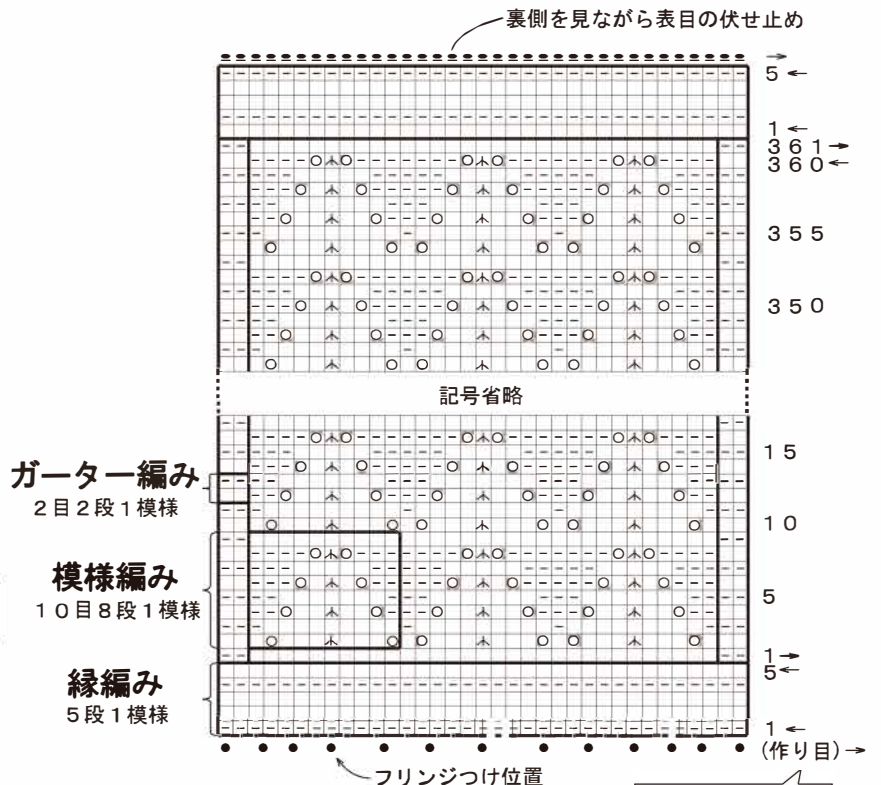 裏側を見ながら表目の伏せ止め
→
5←
1←
361→
360←
355
350
記号省略
15
ガーター編み
2目2段1模様
10
模様編み
10目8段1模様
5
1→
5←
縁編み
5段1模様
1←
(作り目)→
フリンジつけ位置